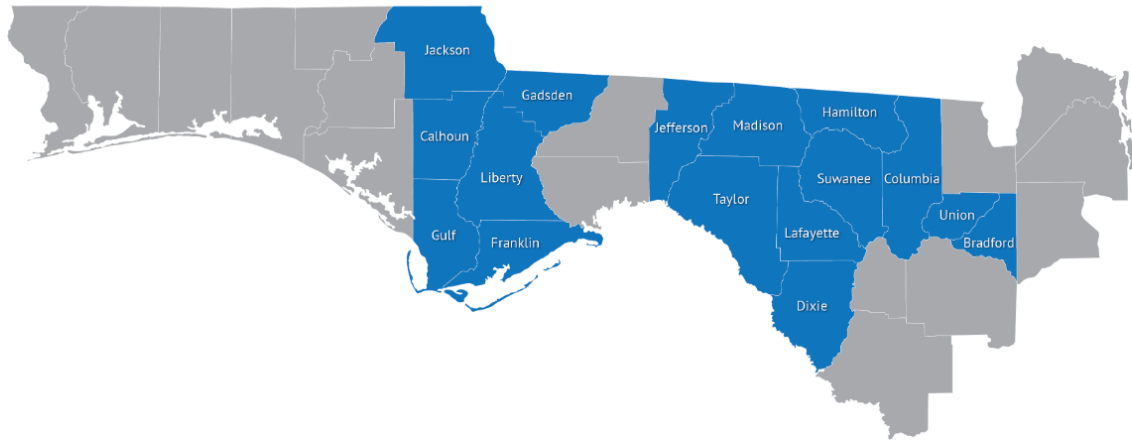 Jackson
Gadsden
Hamilton
Jefferson
Madison
Calhoun
Liberty
Suwanee
Columbia
Taylor
Union
Lafayette
Gulf
Franklin
Bradford
Dixie